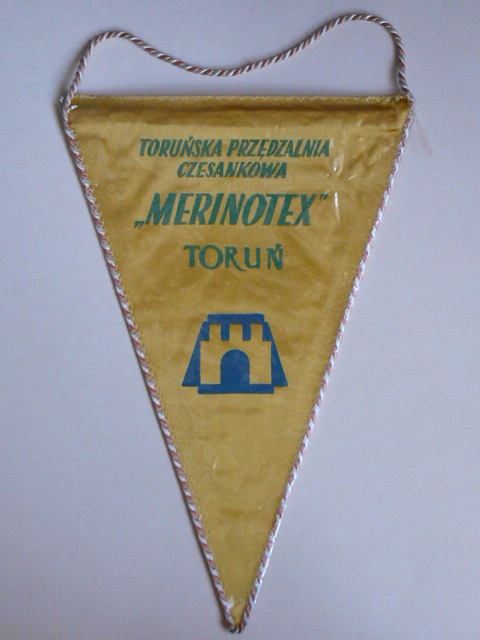 TORUŃSKA PRZĘDZALNIA
CZESANKOWA
„MERINOTEX”
TORUŃ